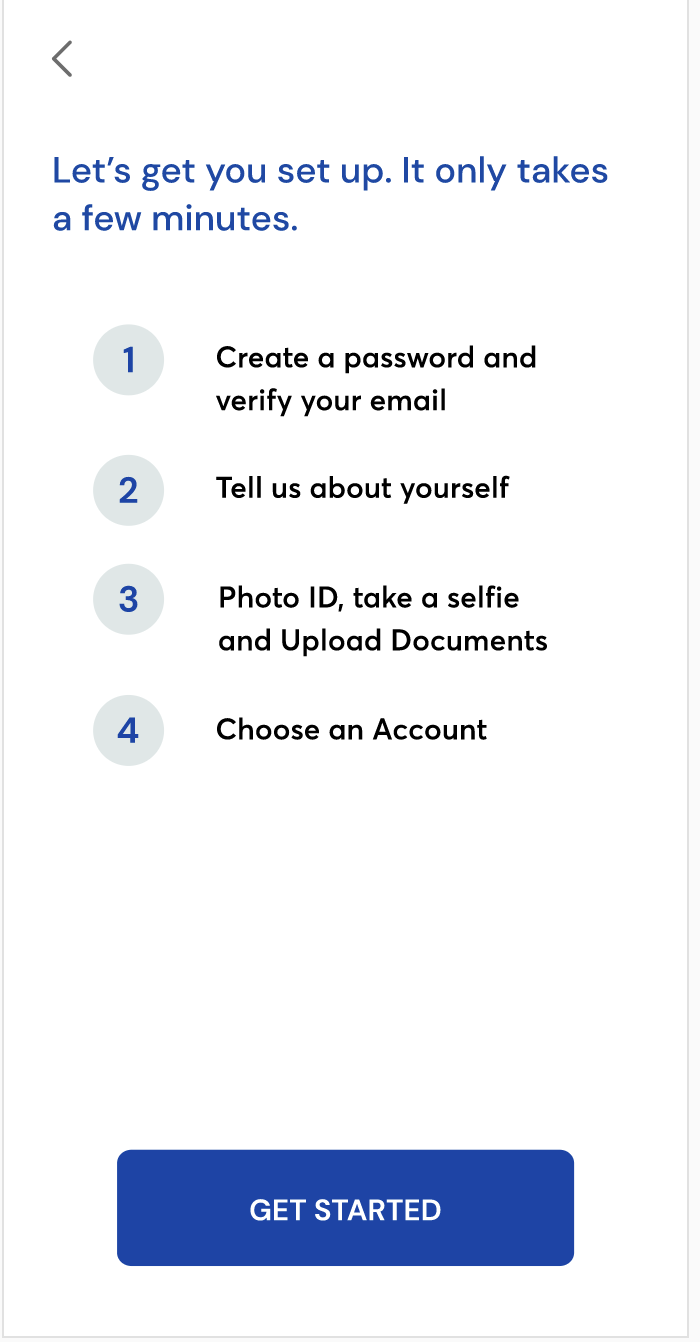 Let’s get you set up. It only takes
a few minutes.
1
Create a password and
verify your email
2
Tell us about yourself
3
Photo ID, take a selfie
and Upload Documents
4
Choose an Account
GET STARTED